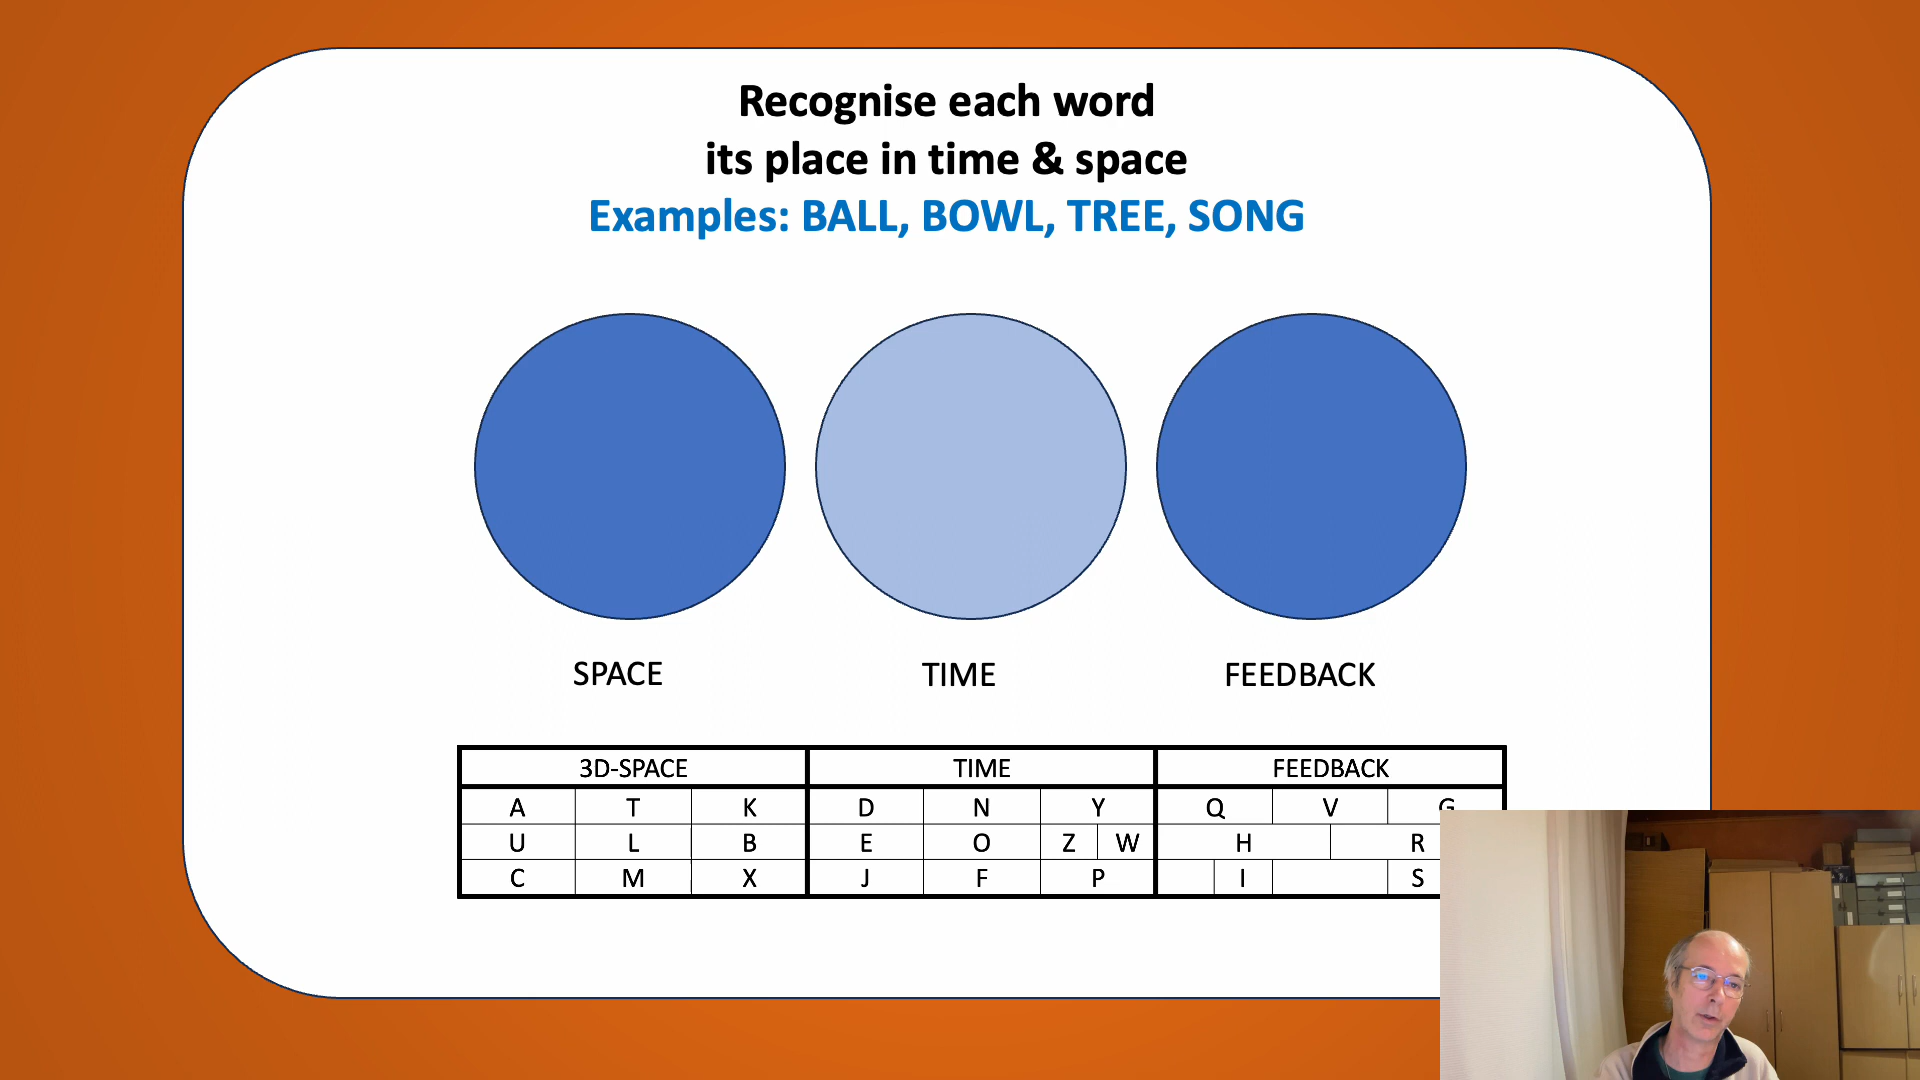 Recognise each word
its place in time & space
Examples: BALL, BOWL, TREE, SONG
SPACE TIME FEEDBACK
3D-SPACE TIME FEEDBACK
A T K D N Y Q V G
U L B E O Z W H R
C M X J F P I S